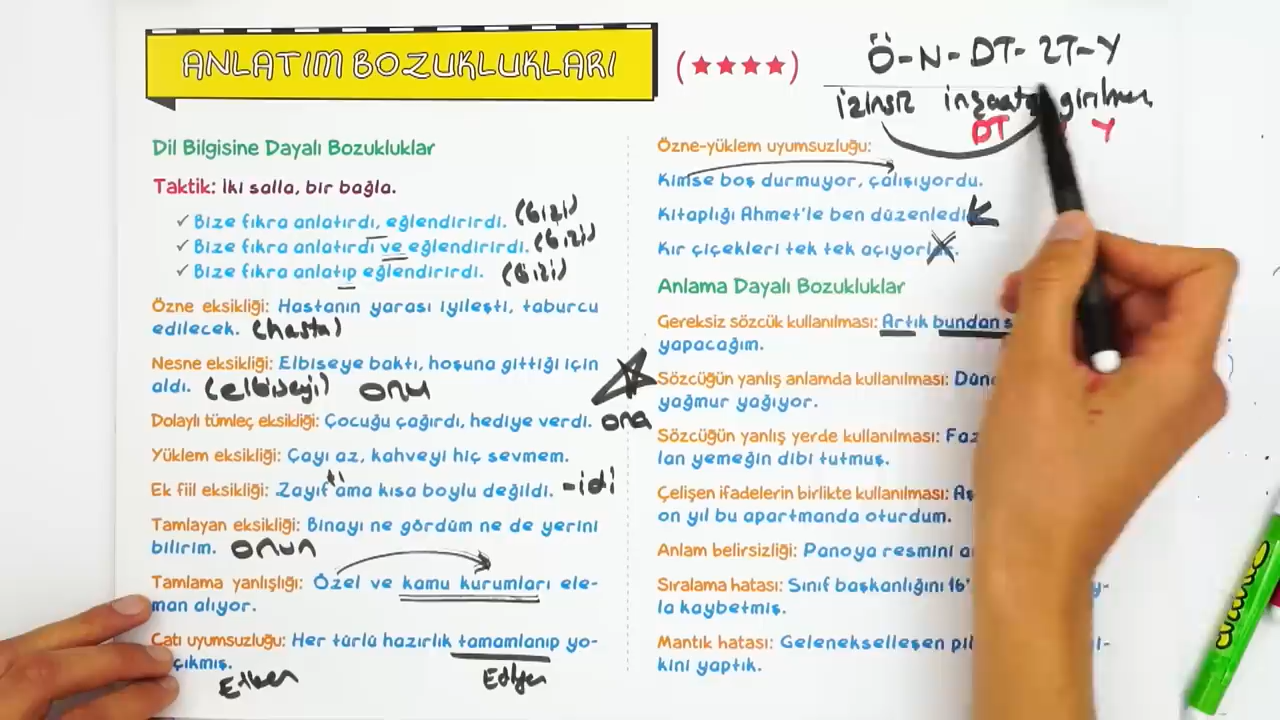 ANLATIM BOZUKLUKLARI
Ö-N-DT-ZT-Y
izinsiz
DT Y
Dil Bilgisine Dayalı Bozukluklar
Taktik: İki salla, bir bağla.
✓ Bize fıkra anlatırdı, eğlendirirdi. (bizi)
✓ Bize fıkra anlatırdı ve eğlendirirdi. (bizi)
✓ Bize fıkra anlatıp eğlendirirdi. (bizi)
Özne eksikliği: Hastanın yarası iyileşti, taburcu
edilecek. (hasta)
Nesne eksikliği: Elbiseye baktı, hoşuna gittiği için
aldı. (elbiseyi) onu
Dolaylı tümleç eksikliği: Çocuğu çağırdı, hediye verdi. ona
Yüklem eksikliği: Çayı az, kahveyi hiç sevmem.
Ek fiil eksikliği: Zayıf ama kısa boylu değildi. -idi
Tamlayan eksikliği: Binayı ne gördüm ne de yerini
bilirim. onun
Tamlama yanlışlığı: Özel ve kamu kurumları ele-
man alıyor.
Çatı uyumsuzluğu: Her türlü hazırlık tamamlanıp yo-
çıkmış.
Etken Edilgen
Özne-yüklem uyumsuzluğu:
Kimse boş durmuyor, çalışıyordu.
Kitaplığı Ahmet'le ben düzenledi
Kır çiçekleri tek tek açıyorlar.
Anlama Dayalı Bozukluklar
Gereksiz sözcük kullanılması: Artık bundan
yapacağım.
Sözcüğün yanlış anlamda kullanılması:
yağmur yağıyor.
Sözcüğün yanlış yerde kullanılması:
lan yemeğin dibi tutmuş.
Çelişen ifadelerin birlikte kullanılması:
on yıl bu apartmanda oturdum.
Anlam belirsizliği: Panoya resmini
Sıralama hatası: Sınıf başkanlığını
la kaybetmiş.
Mantık hatası: Gelenekselleşen
kini yaptık.